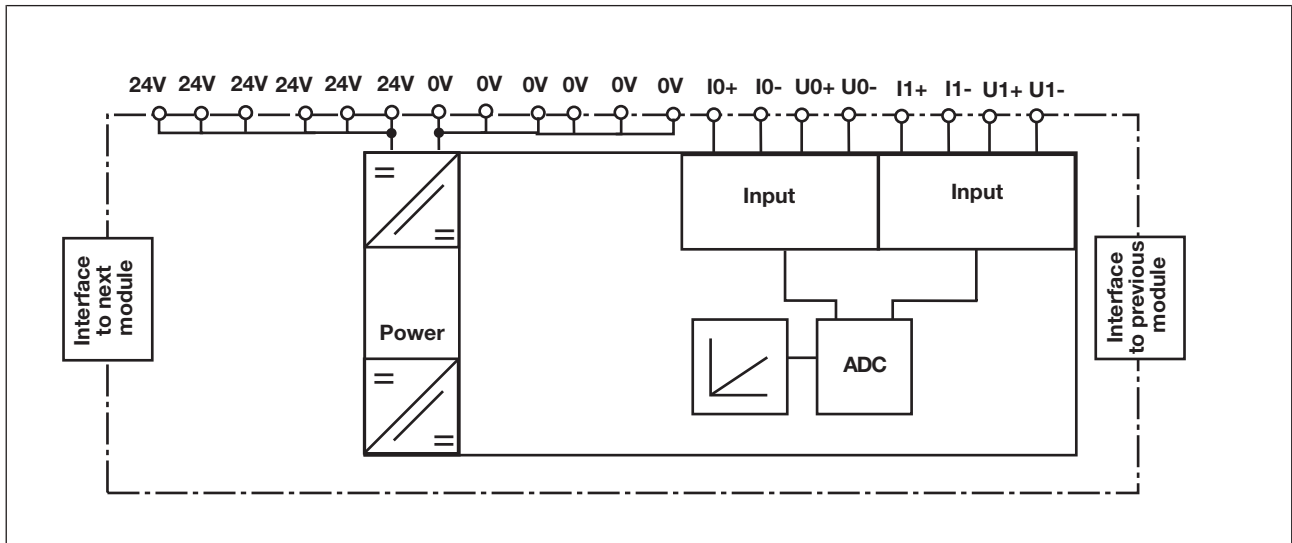 24V 24V 24V 24V 24V 24V 0V 0V 0V 0V 0V 0V I0+ I0- U0+ U0- I1+ I1- U1+ U1-
Input
Input
Interface
to next
module
Power
ADC
Interface
to previous
module